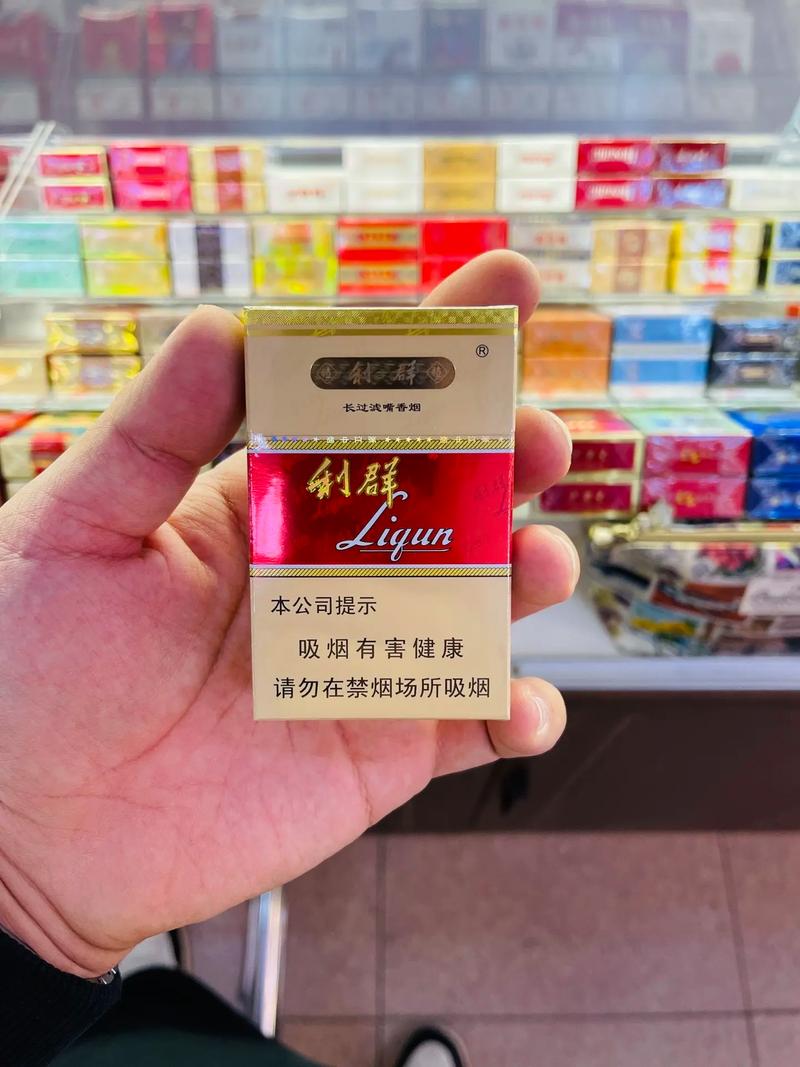 利群
®
长过滤嘴香烟
利群
Liqun
本公司提示
吸烟有害健康
请勿在禁烟场所吸烟